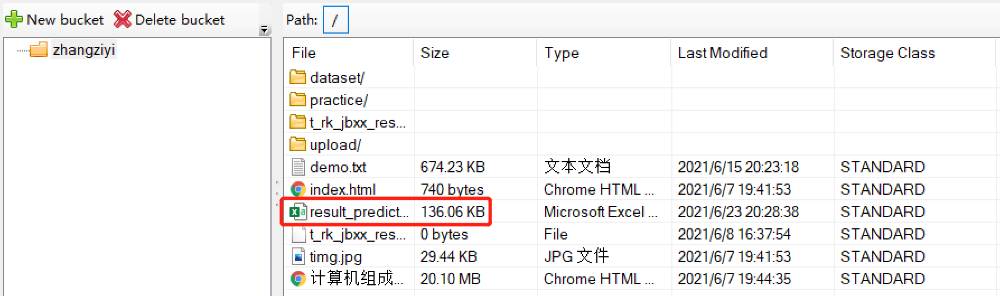 New bucket Delete bucket Path: /
zhangziyi
File Size Type Last Modified Storage Class
dataset/
practice/
t_rk_jbxx_res...
upload/
demo.txt 674.23 KB 文本文档 2021/6/15 20:23:18 STANDARD
index.html 740 bytes Chrome HTML ... 2021/6/7 19:41:53 STANDARD
result_predict... 136.06 KB Microsoft Excel ... 2021/6/23 20:28:38 STANDARD
t_rk_jbxx_res... 0 bytes File 2021/6/8 16:37:54 STANDARD
timg.jpg 29.44 KB JPG 文件 2021/6/7 19:41:53 STANDARD
计算机组成... 20.10 MB Chrome HTML ... 2021/6/7 19:44:35 STANDARD